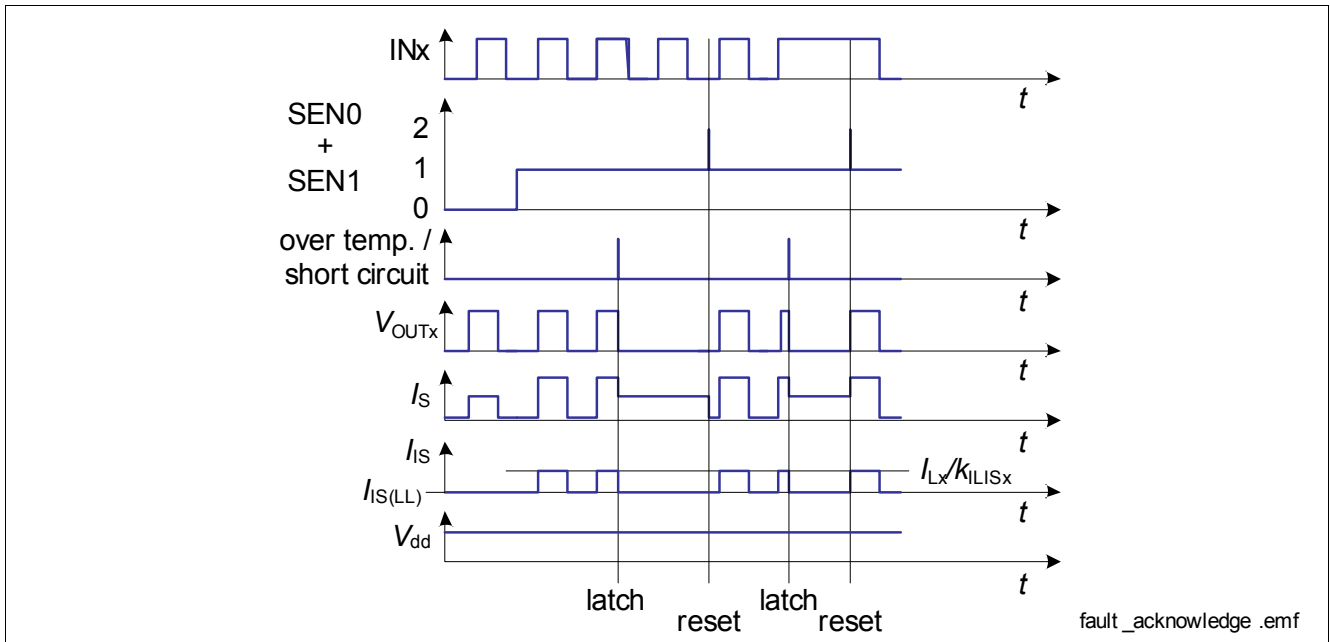 INx
t
SEN0
+
SEN1
2
1
0
t
over temp. /
short circuit
t
VOUTx
t
IS
t
IIS
IIS(LL)
ILx/kILISx
t
Vdd
t
latch
reset
latch
reset
fault _acknowledge .emf